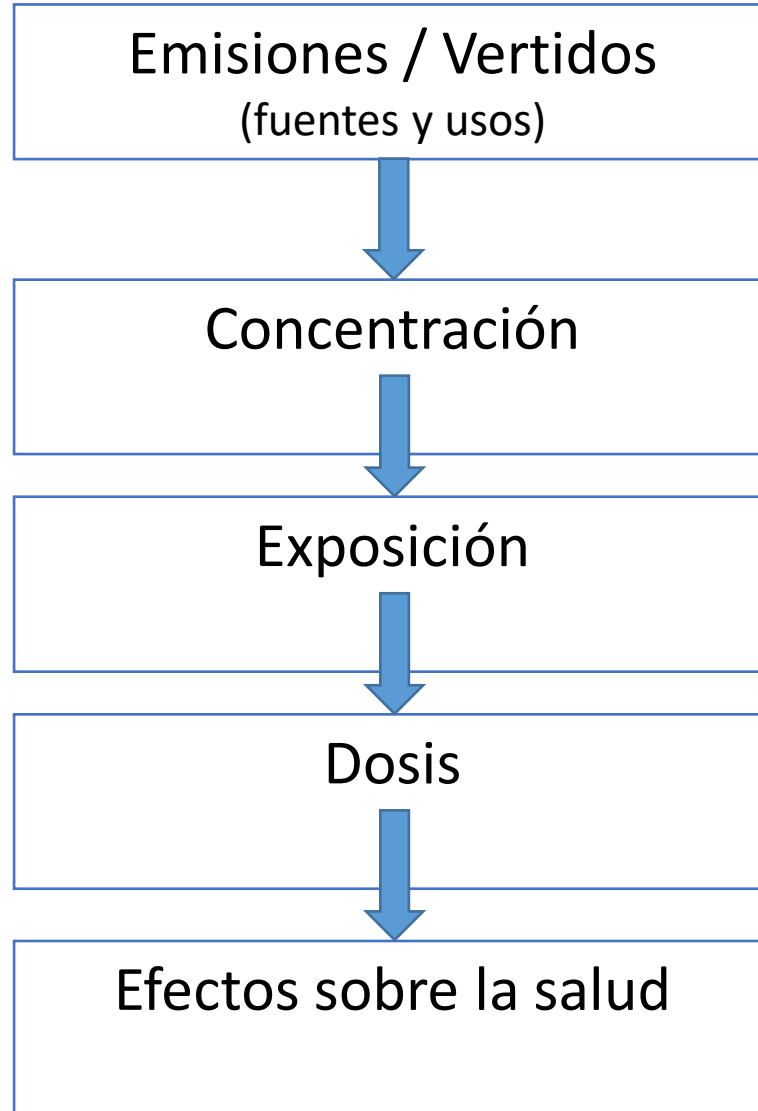 Emisiones / Vertidos
(fuentes y usos)
Concentración
Exposición
Dosis
Efectos sobre la salud